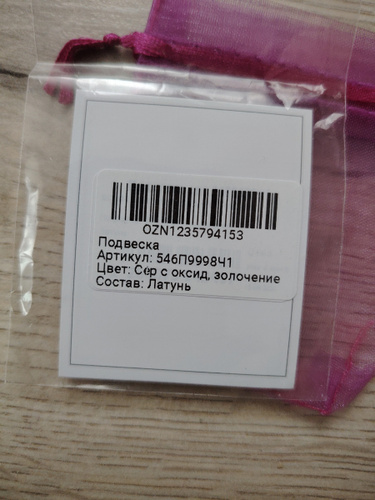 OZN1235794153
Подвеска
Артикул: 546П9998Ч1
Цвет: Сер с оксид, золочение
Состав: Латунь